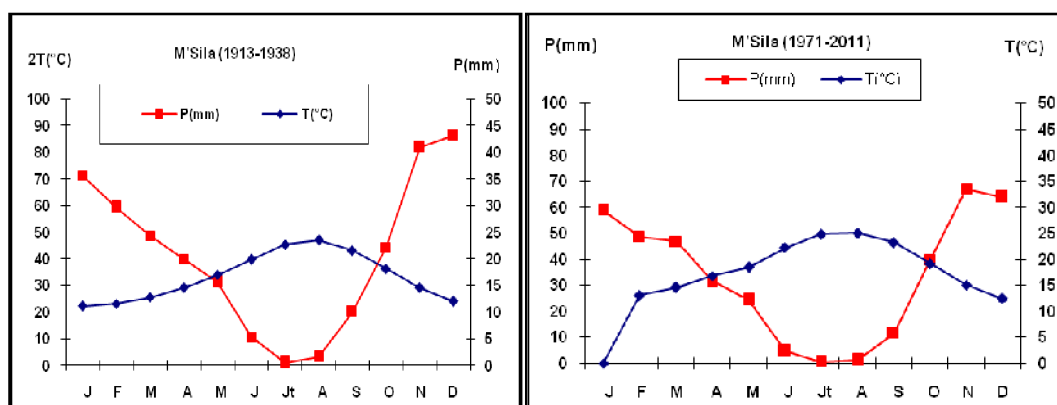 M'Sila (1913-1938)
2T(°C)
P(mm)
P(mm) T(°C)
100 50
90 45
80 40
70 35
60 30
50 25
40 20
30 15
20 10
10 5
0 0
J F M A M J Jt A S O N D
M'Sila (1971-2011)
P(mm) T(°C)
P(mm) T(°C)
100 50
90 45
80 40
70 35
60 30
50 25
40 20
30 15
20 10
10 5
0 0
J F M A M J Jt A S O N D